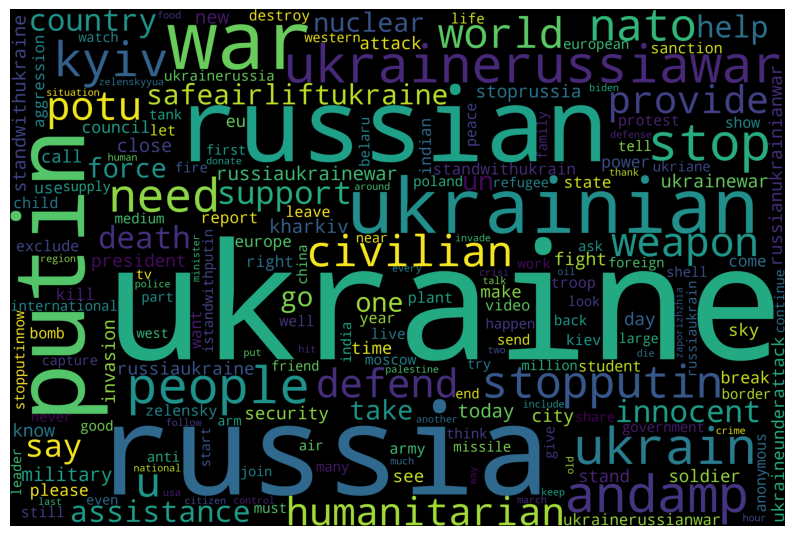 country
destroy
western
life
food
watch
attack
nuclear
new
war
world
nato
help
european
sanction
kyiv
zelenskyyua
ukrainerussia
ukrainerussiawar
biden
situation
potu
safeairliftukraine
stoprussia
provide
standwithukraine
aggression
tank
council
let
eu
close
call
force
fire
first
donate
human
russian
peace
indian
belaru
family
protest
defense
tell
show
thank
stop
power
ukriane
russianukrainianwar
use
supply
child
russiaukrainewar
standwithukrain
poland
refugee
un
state
ukrainewar
need
support
medium
report
leave
around
ukrainian
putin
death
kharkiv
near
invade
civilian
weapon
exclude
president
europe
right
china
tv
minister
every
crisi
work
fight
ask
foreign
come
shell
region
kill
police
want
istandwithputin
go
one
year
plant
make
video
talk
oil
troop
look
international
part
ukraine
bomb
west
well
live
happen
back
day
large
sky
zaporizhzhia
russiaukrain
continue
stopputinnow
capture
invasion
put
hit
india
time
moscow
send
kiev
die
two
russiaukraine
friend
palestine
try
million
student
break
border
never
people
defend
stopputin
good
zelensky
arm
end
include
know
security
take
another
today
city
share
government
innocent
ukraineunderattack
say
follow
anti
start
russia
air
army
think
give
crime
ukrain
leader
military
u
national
join
many
much
see
missile
way
old
stand
soldier
anonymous
please
even
last
still
assistance
usa
citizen
control
must
humanitarian
march
keep
ukrainerussianwar
andamp
hour